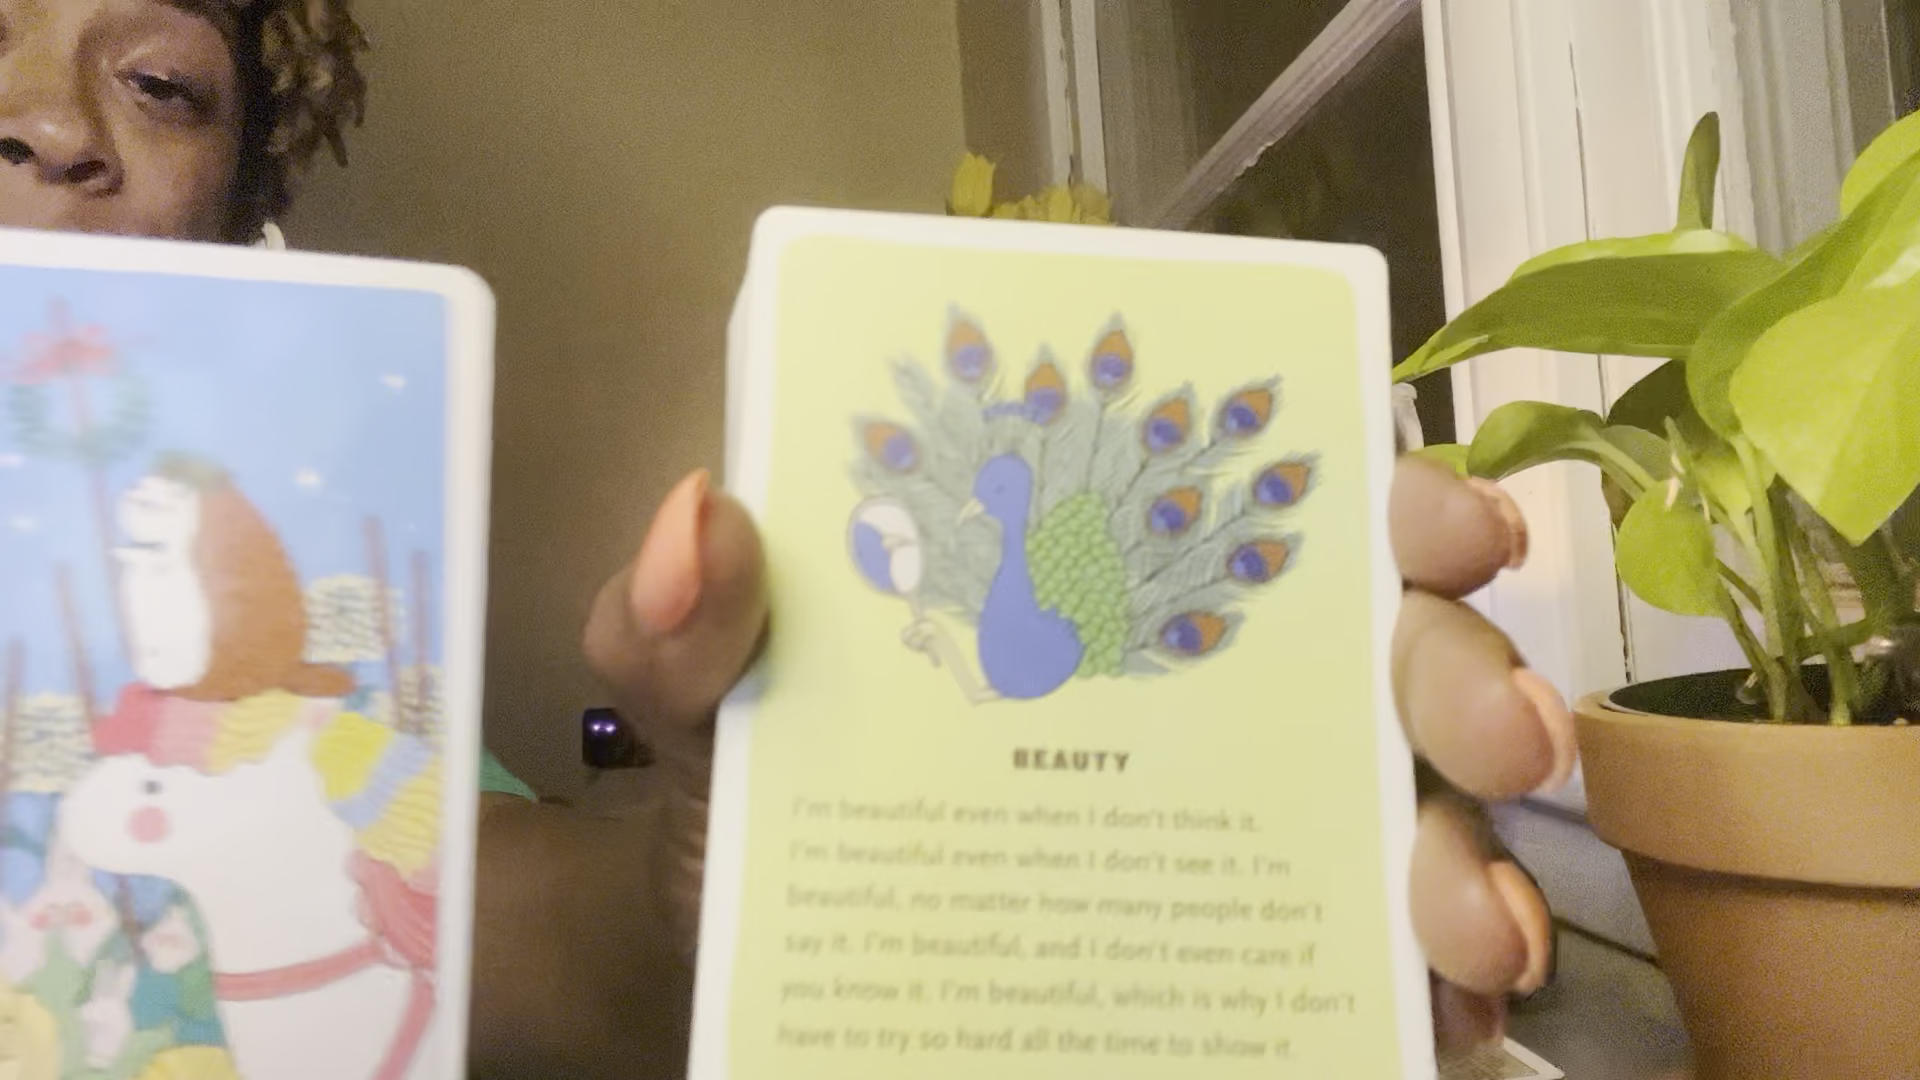 BEAUTY
I'm beautiful even when I don't think it.
I'm beautiful even when I don't see it. I'm
beautiful, no matter how many people don't
say it. I'm beautiful, and I don't even care if
you know it. I'm beautiful, which is why I don't
have to try so hard all the time to show it.